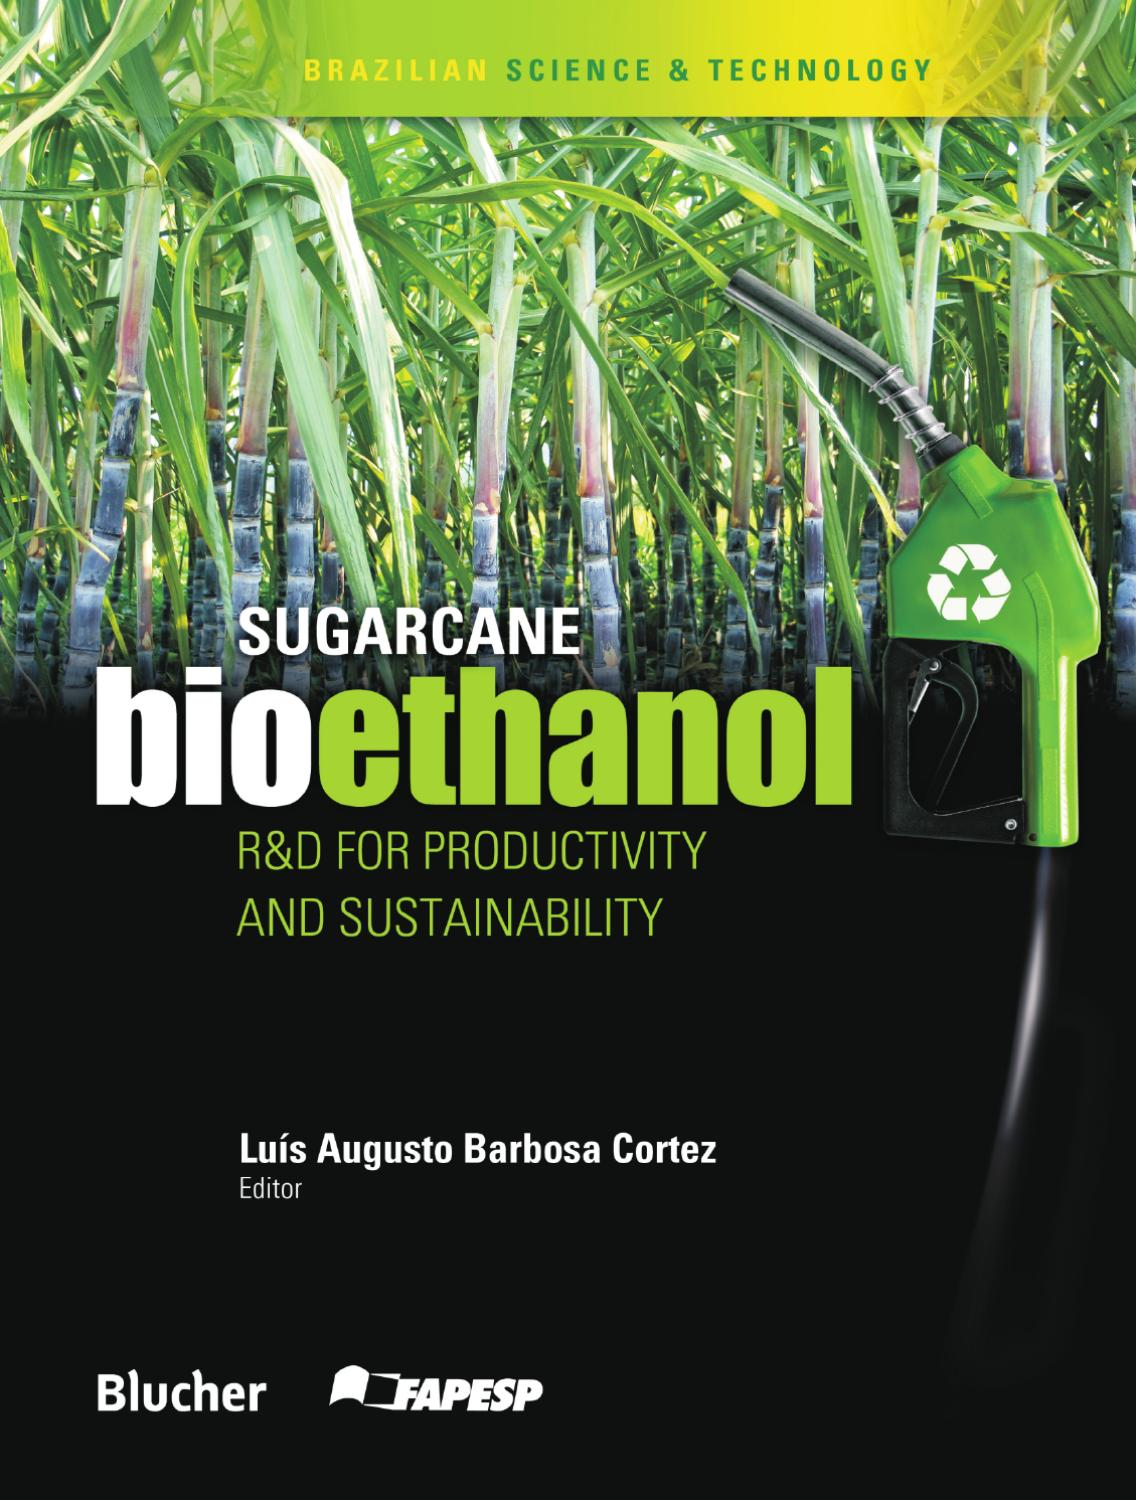 BRAZILIAN SCIENCE & TECHNOLOGY
SUGARCANE
bioethanol
R&D FOR PRODUCTIVITY
AND SUSTAINABILITY
Luís Augusto Barbosa Cortez
Editor
Blucher FAPESP